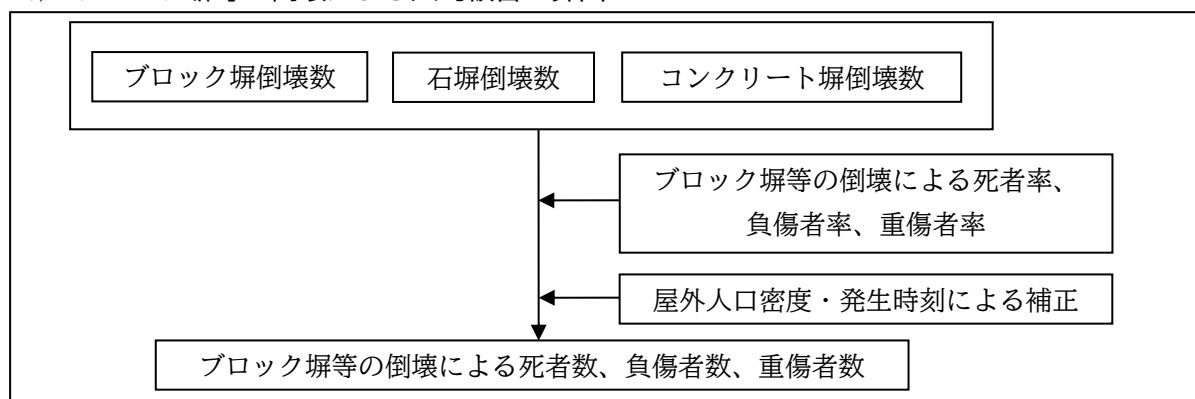 ブロック塀倒壊数
石塀倒壊数
コンクリート塀倒壊数
ブロック塀等の倒壊による死者率、
負傷者率、重傷者率
屋外人口密度・発生時刻による補正
ブロック塀等の倒壊による死者数、負傷者数、重傷者数